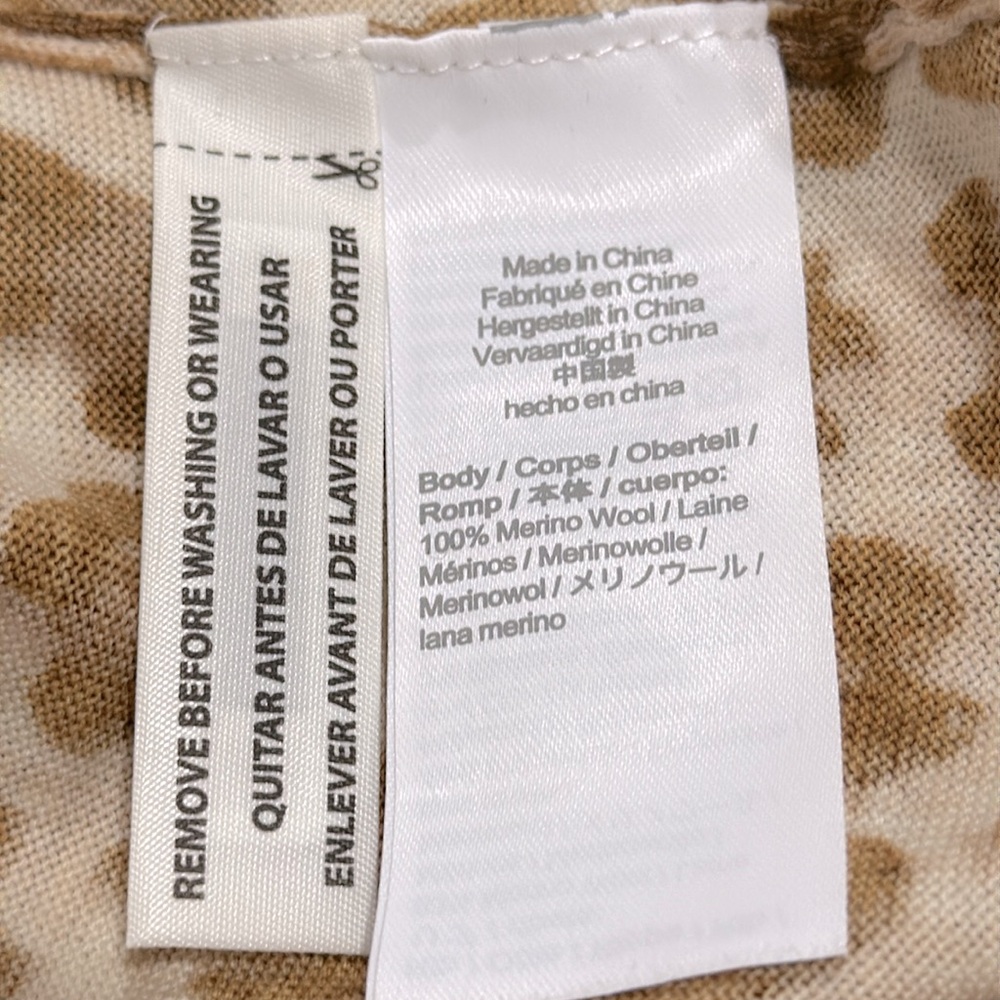 REMOVE BEFORE WASHING OR WEARING
QUITAR ANTES DE LAVAR O USAR
ENLEVER AVANT DE LAVER OU PORTER
Made in China
Fabriqué en Chine
Hergestellt in China
Vervaardigd in China
中国製
hecho en china
Body / Corps / Oberteil /
Romp / 本体 / cuerpo:
100% Merino Wool / Laine
Mérinos / Merinowolle /
Merinowol / メリノウール /
lana merino